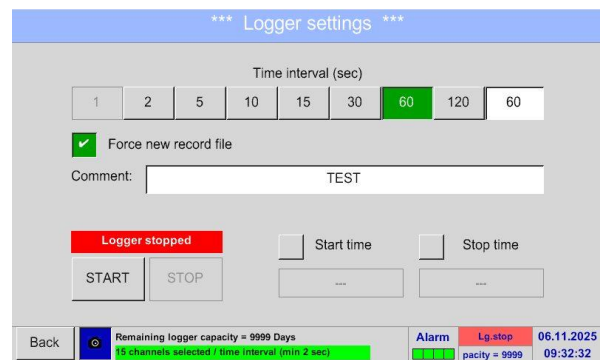 *** Logger settings ***
Time interval (sec)
1 2 5 10 15 30 60 120 60
Force new record file
Comment: TEST
Logger stopped
Start time Stop time
START STOP --- ---
Back Remaining logger capacity = 9999 Days Alarm Lg.stop 06.11.2025
15 channels selected / time interval (min 2 sec) pacity = 9999 09:32:32